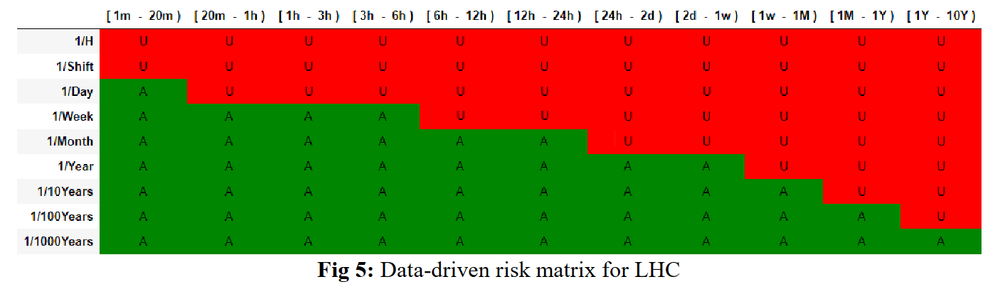 [ 1m - 20m ) [ 20m - 1h ) [ 1h - 3h ) [ 3h - 6h ) [ 6h - 12h ) [ 12h - 24h ) [ 24h - 2d ) [ 2d - 1w ) [ 1w - 1M ) [ 1M - 1Y ) [ 1Y - 10Y )
1/H U U U U U U U U U U U
1/Shift U U U U U U U U U U U
1/Day A U U U U U U U U U U
1/Week A A A A U U U U U U U
1/Month A A A A A A U U U U U
1/Year A A A A A A A A U U U
1/10Years A A A A A A A A A U U
1/100Years A A A A A A A A A A U
1/1000Years A A A A A A A A A A A
Fig 5: Data-driven risk matrix for LHC